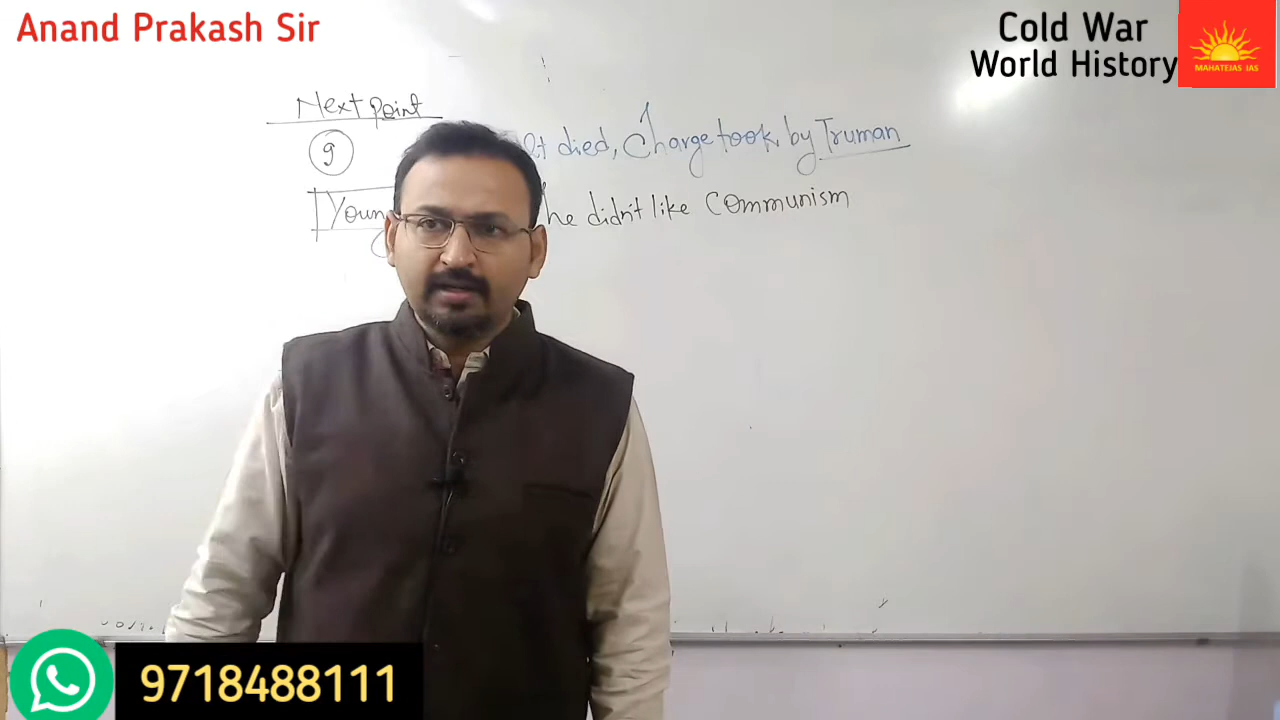 Anand Prakash Sir
Cold War
World History
MAHATEJAS IAS
Next point
9
died, Charge took by Truman
he didn't like Communism
9718488111